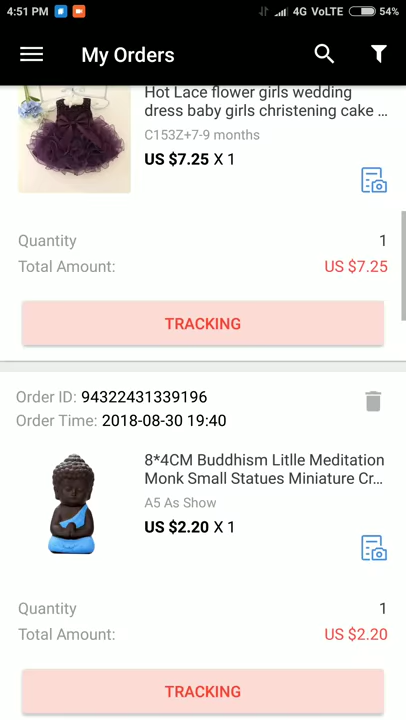 4:51 PM 4G VoLTE 54%
My Orders
Hot Lace flower girls wedding
dress baby girls christening cake ...
C153Z+7-9 months
US $7.25 X 1
Quantity 1
Total Amount: US $7.25
TRACKING
Order ID: 94322431339196
Order Time: 2018-08-30 19:40
8*4CM Buddhism Litlle Meditation
Monk Small Statues Miniature Cr...
A5 As Show
US $2.20 X 1
Quantity 1
Total Amount: US $2.20
TRACKING